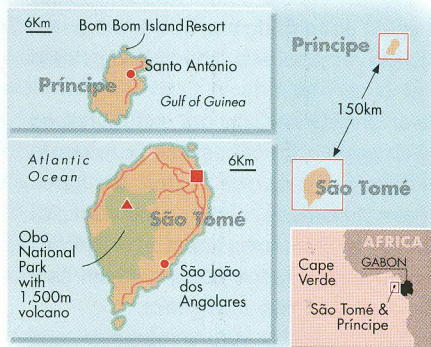 6Km
Bom Bom Island Resort
Príncipe
Santo António
Gulf of Guinea
Príncipe
150km
São Tomé
Atlantic
Ocean
6Km
São Tomé
Obo
National
Park
with
1,500m
volcano
São João
dos
Angolares
AFRICA
Cape
Verde
GABON
São Tomé &
Príncipe